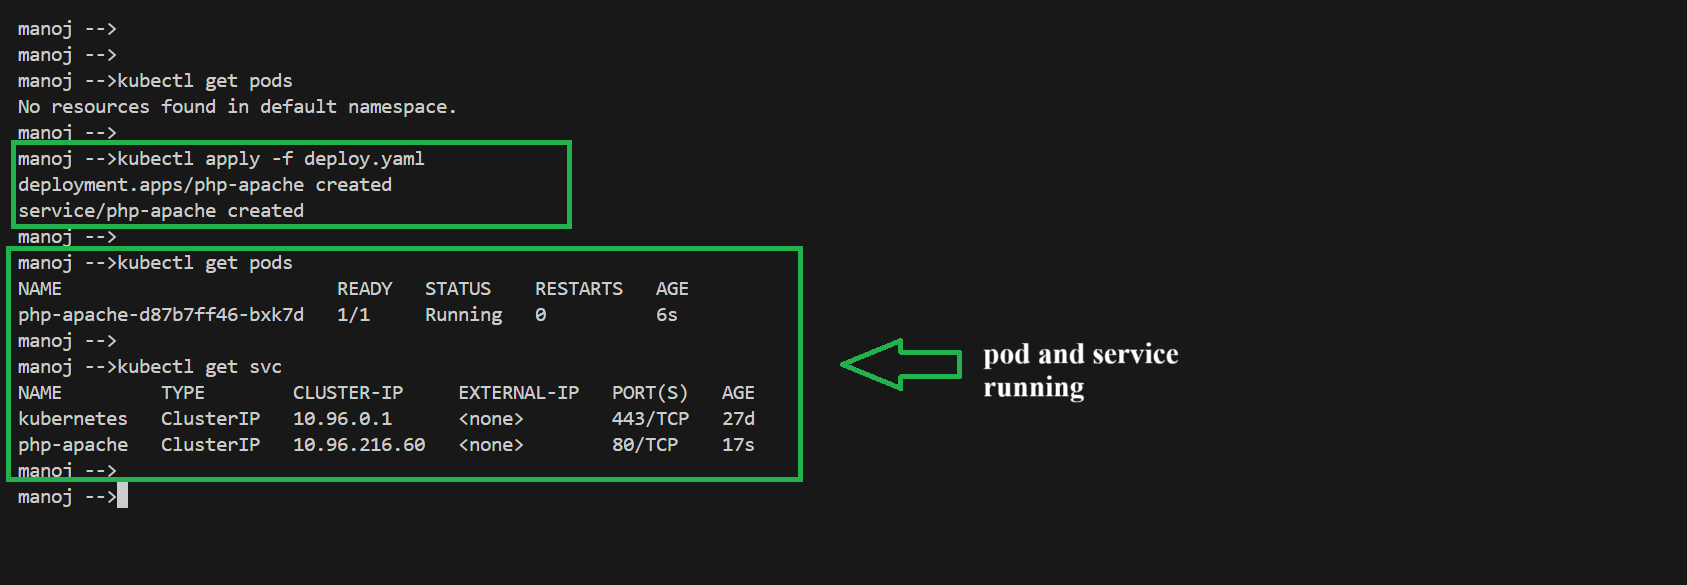 manoj -->
manoj -->
manoj -->kubectl get pods
No resources found in default namespace.
manoj -->
manoj -->kubectl apply -f deploy.yaml
deployment.apps/php-apache created
service/php-apache created
manoj -->
manoj -->kubectl get pods
NAME                         READY   STATUS    RESTARTS   AGE
php-apache-d87b7ff46-bxk7d   1/1     Running   0          6s
manoj -->
manoj -->kubectl get svc
NAME         TYPE        CLUSTER-IP     EXTERNAL-IP   PORT(S)   AGE
kubernetes   ClusterIP   10.96.0.1      <none>        443/TCP   27d
php-apache   ClusterIP   10.96.216.60   <none>        80/TCP    17s
manoj -->
manoj -->
pod and service
running